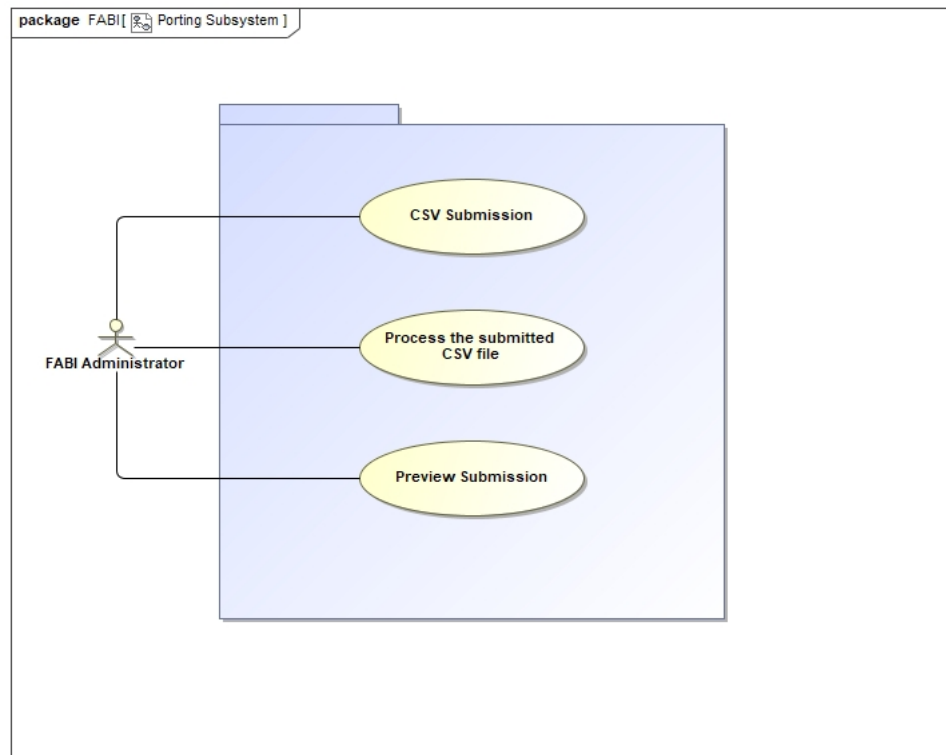 package FABI[ Porting Subsystem ]
CSV Submission
Process the submitted
CSV file
FABI Administrator
Preview Submission